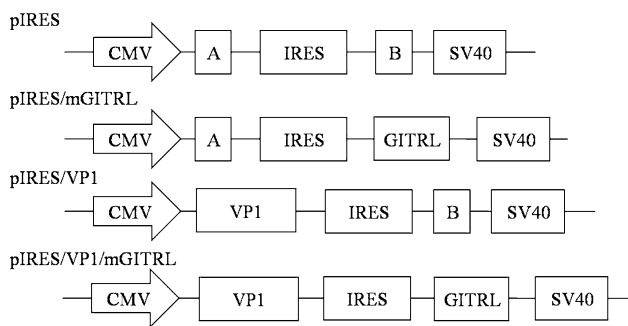 pIRES
CMV A IRES B SV40
pIRES/mGITRL
CMV A IRES GITRL SV40
pIRES/VP1
CMV VP1 IRES B SV40
pIRES/VP1/mGITRL
CMV VP1 IRES GITRL SV40